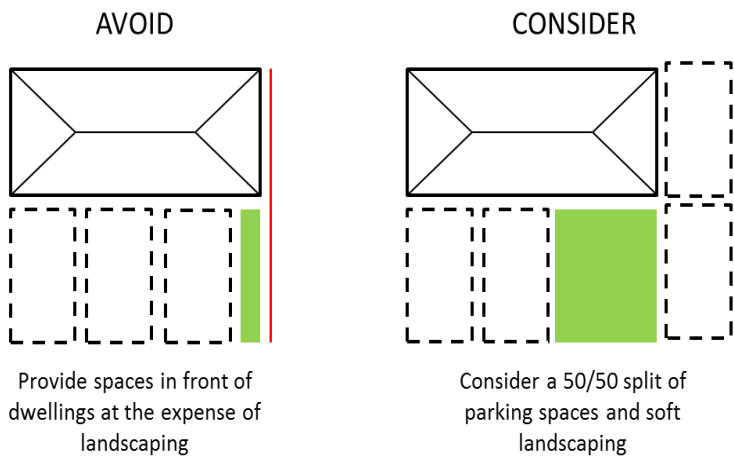 AVOID
CONSIDER
Provide spaces in front of
dwellings at the expense of
landscaping
Consider a 50/50 split of
parking spaces and soft
landscaping